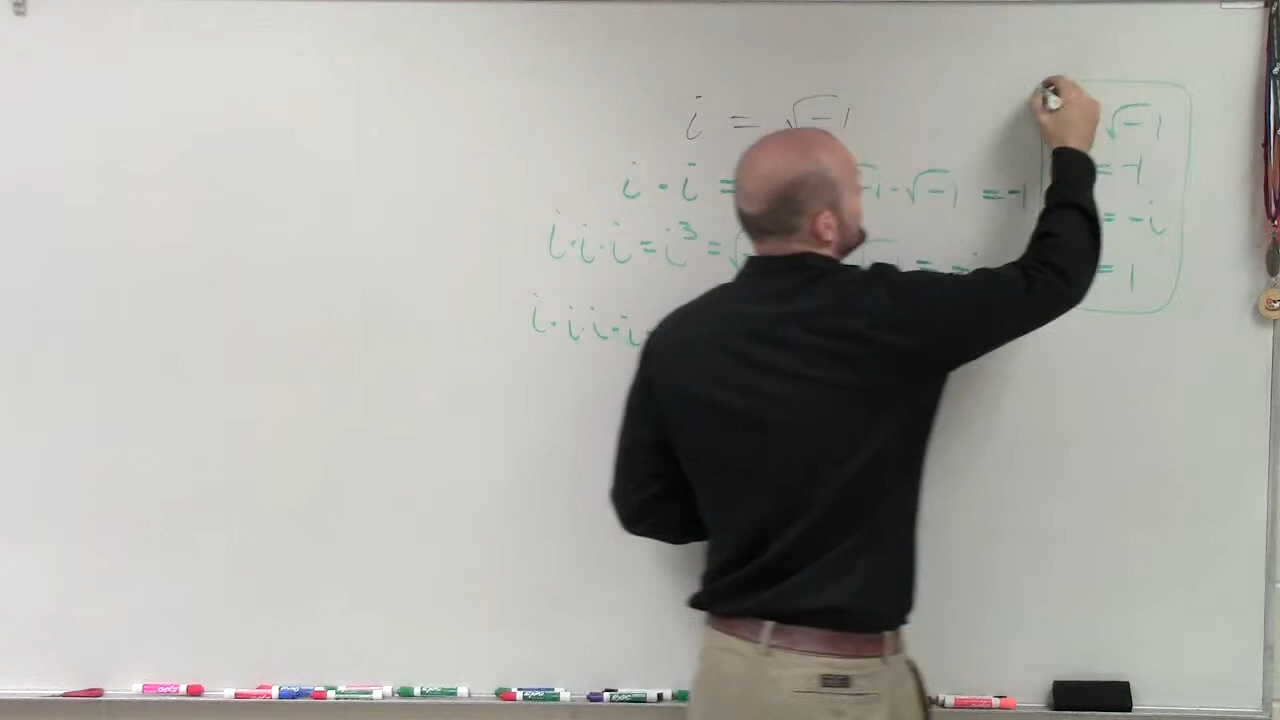 i = √-1
i · i = √-1 · √-1 = -1
i · i · i = i³ = √ = -i
i · i · i · i
√-1
= -1
= -i
= 1